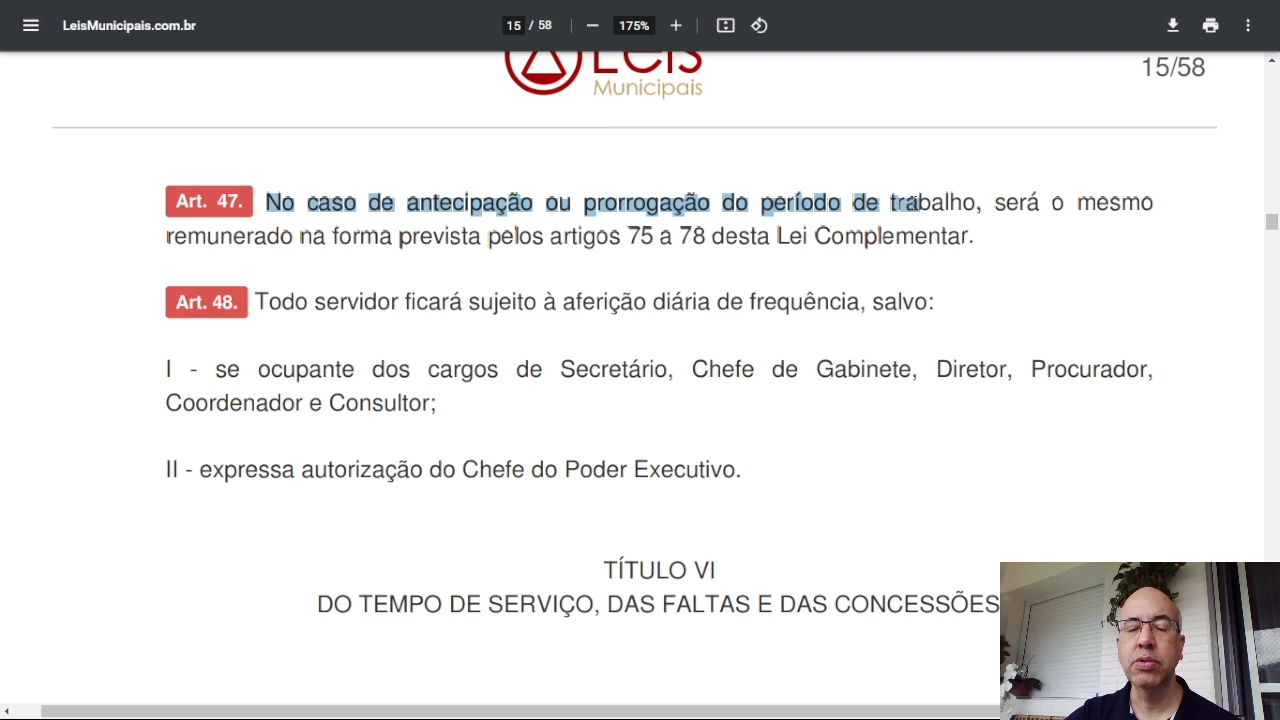 LeisMunicipais.com.br
15 / 58
175%
Leis
Municipais
15/58
Art. 47. No caso de antecipação ou prorrogação do período de trabalho, será o mesmo
remunerado na forma prevista pelos artigos 75 a 78 desta Lei Complementar.
Art. 48. Todo servidor ficará sujeito à aferição diária de frequência, salvo:
I - se ocupante dos cargos de Secretário, Chefe de Gabinete, Diretor, Procurador,
Coordenador e Consultor;
II - expressa autorização do Chefe do Poder Executivo.
TÍTULO VI
DO TEMPO DE SERVIÇO, DAS FALTAS E DAS CONCESSÕES